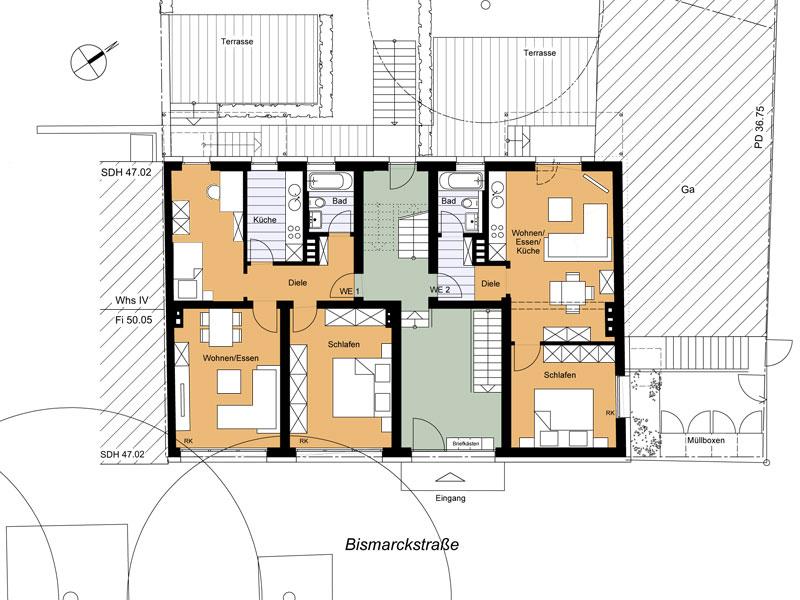 Terrasse
Terrasse
PD 36.75
SDH 47.02
Ga
Küche
Bad
Bad
Wohnen/
Essen/
Küche
Diele
Diele
WE 1
WE 2
Whs IV
Fi 50.05
Wohnen/Essen
Schlafen
Schlafen
RK
RK
RK
Briefkästen
Müllboxen
SDH 47.02
Eingang
Bismarckstraße